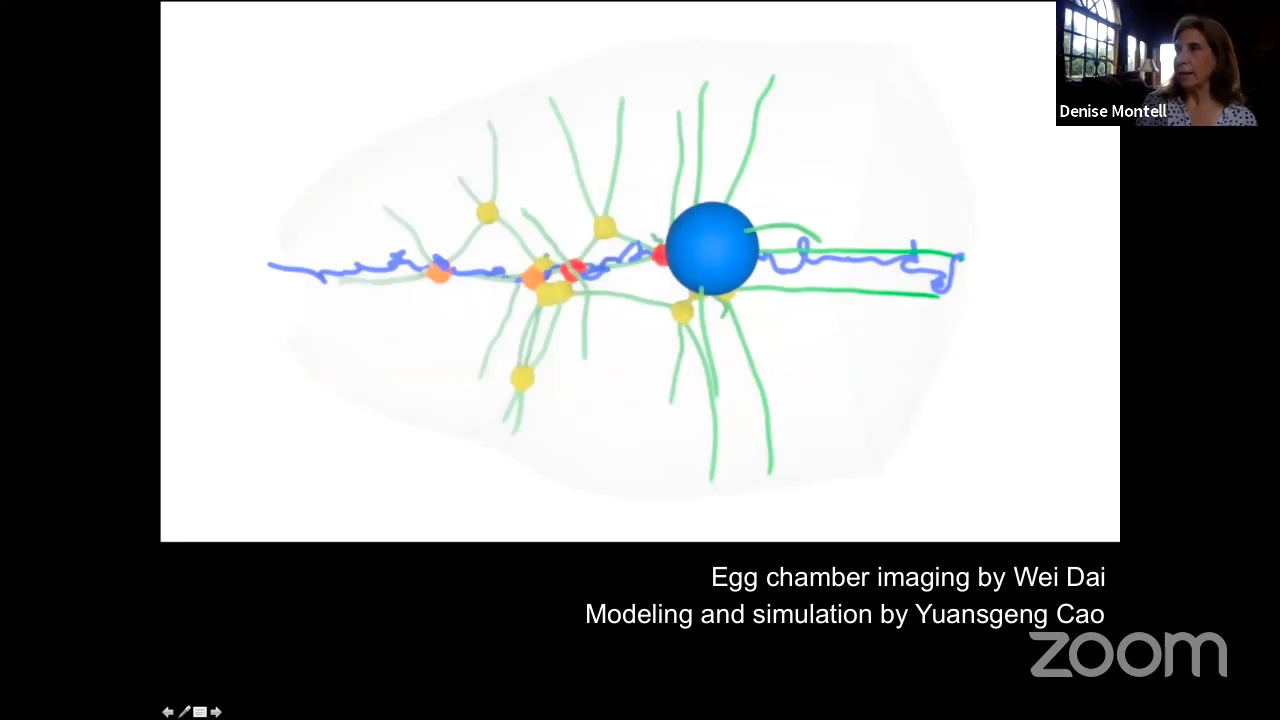 Denise Montell
Egg chamber imaging by Wei Dai
Modeling and simulation by Yuansgeng Cao
zoom